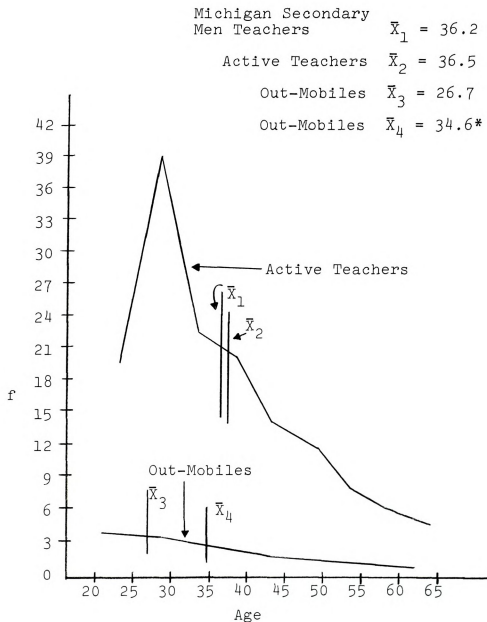 Michigan Secondary
Men Teachers X̄1 = 36.2
Active Teachers X̄2 = 36.5
Out-Mobiles X̄3 = 26.7
Out-Mobiles X̄4 = 34.6*
42
39
36
33
30
27
24
21
18
15
12
9
6
3
0
f
Active Teachers
X̄1
X̄2
Out-Mobiles
X̄3
X̄4
20 25 30 35 40 45 50 55 60 65 70
Age